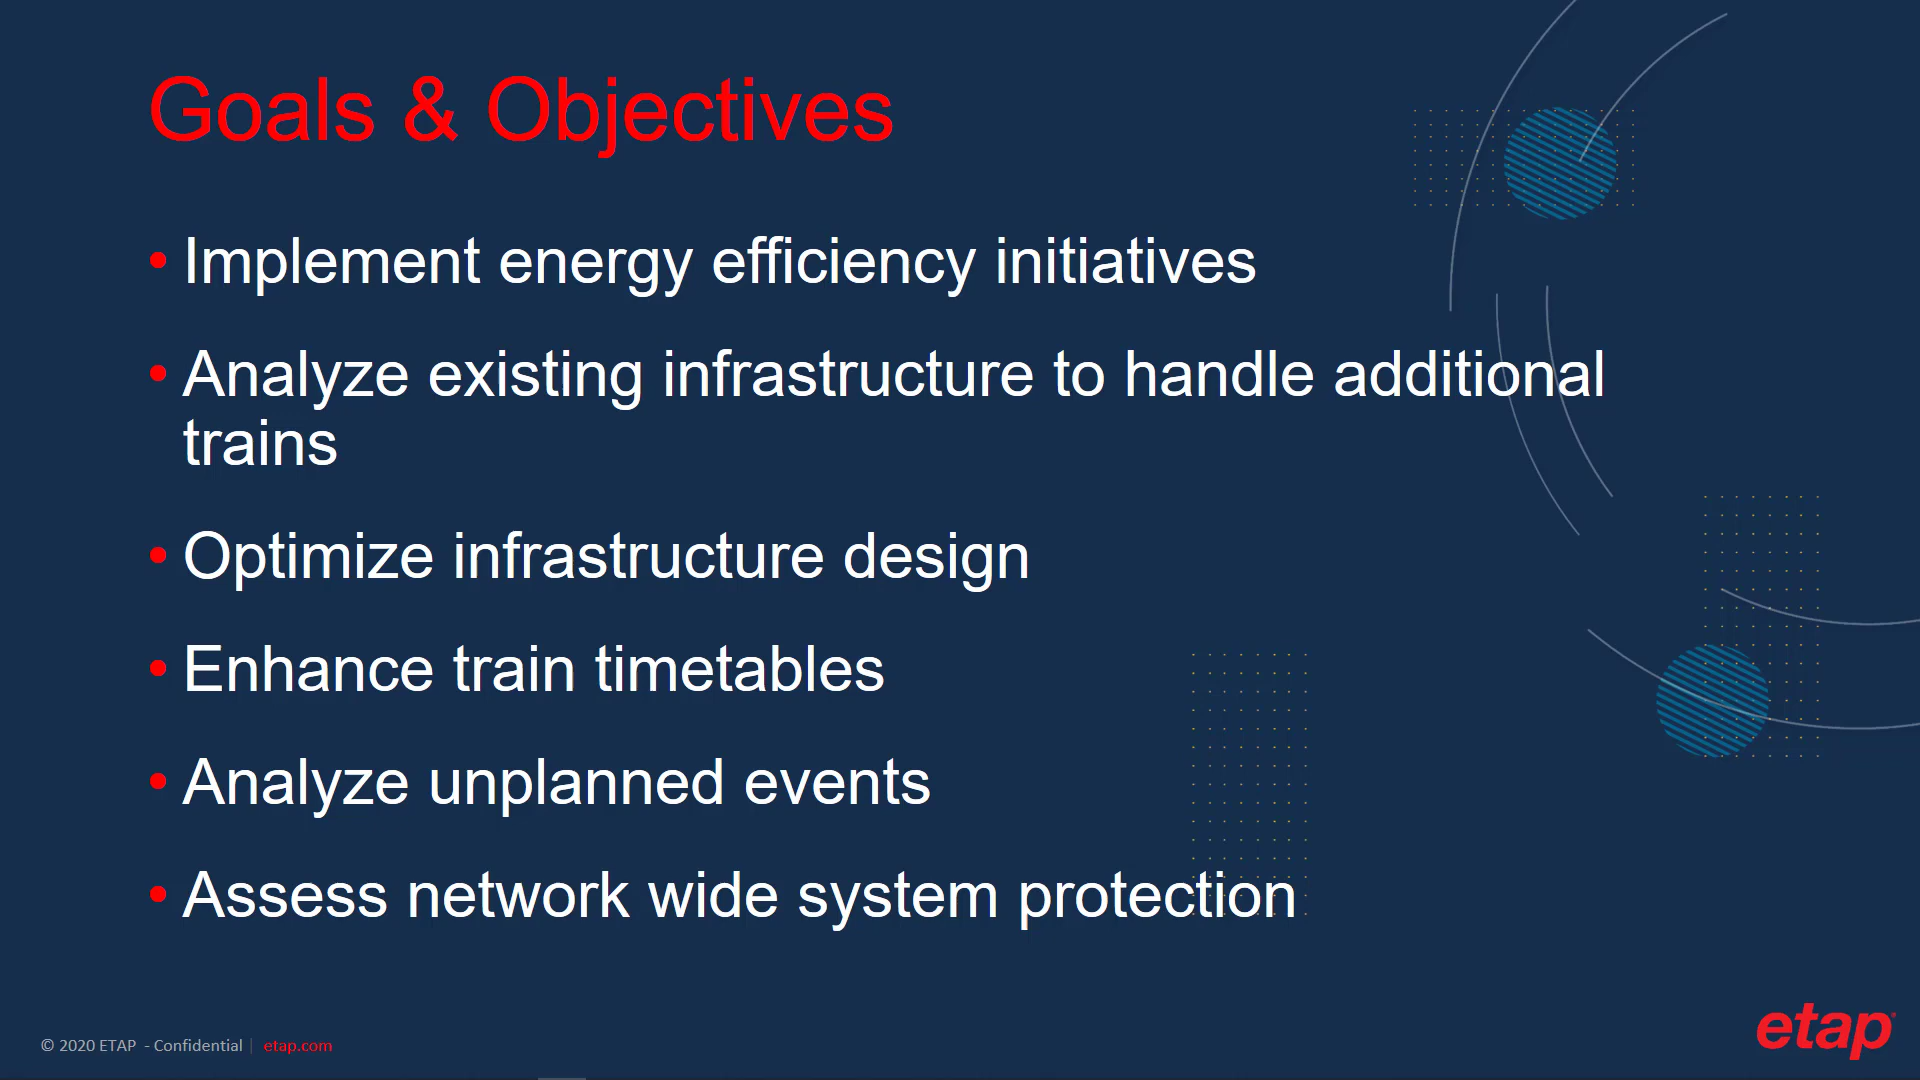 Goals & Objectives
• Implement energy efficiency initiatives
• Analyze existing infrastructure to handle additional
trains
• Optimize infrastructure design
• Enhance train timetables
• Analyze unplanned events
• Assess network wide system protection
© 2020 ETAP - Confidential | etap.com
etap